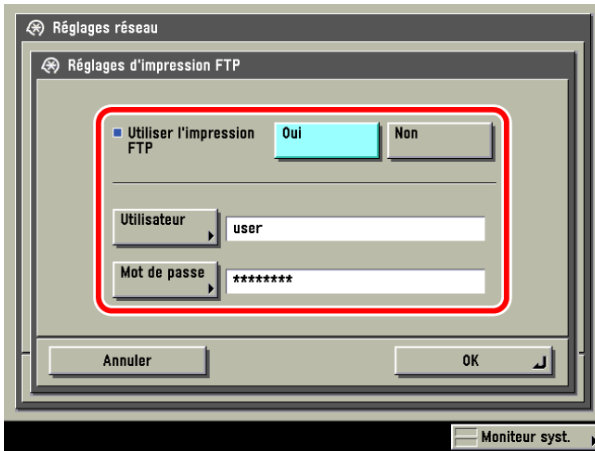 Réglages réseau
Réglages d'impression FTP
Utiliser l'impression
FTP
Oui
Non
Utilisateur
user
Mot de passe
********
Annuler
OK
Moniteur syst.